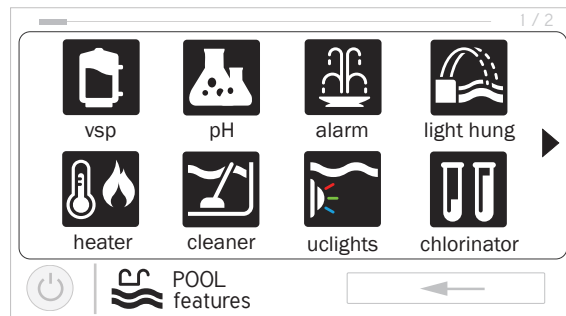 1 / 2
vsp pH alarm light hung
heater cleaner uclights chlorinator
POOL
features